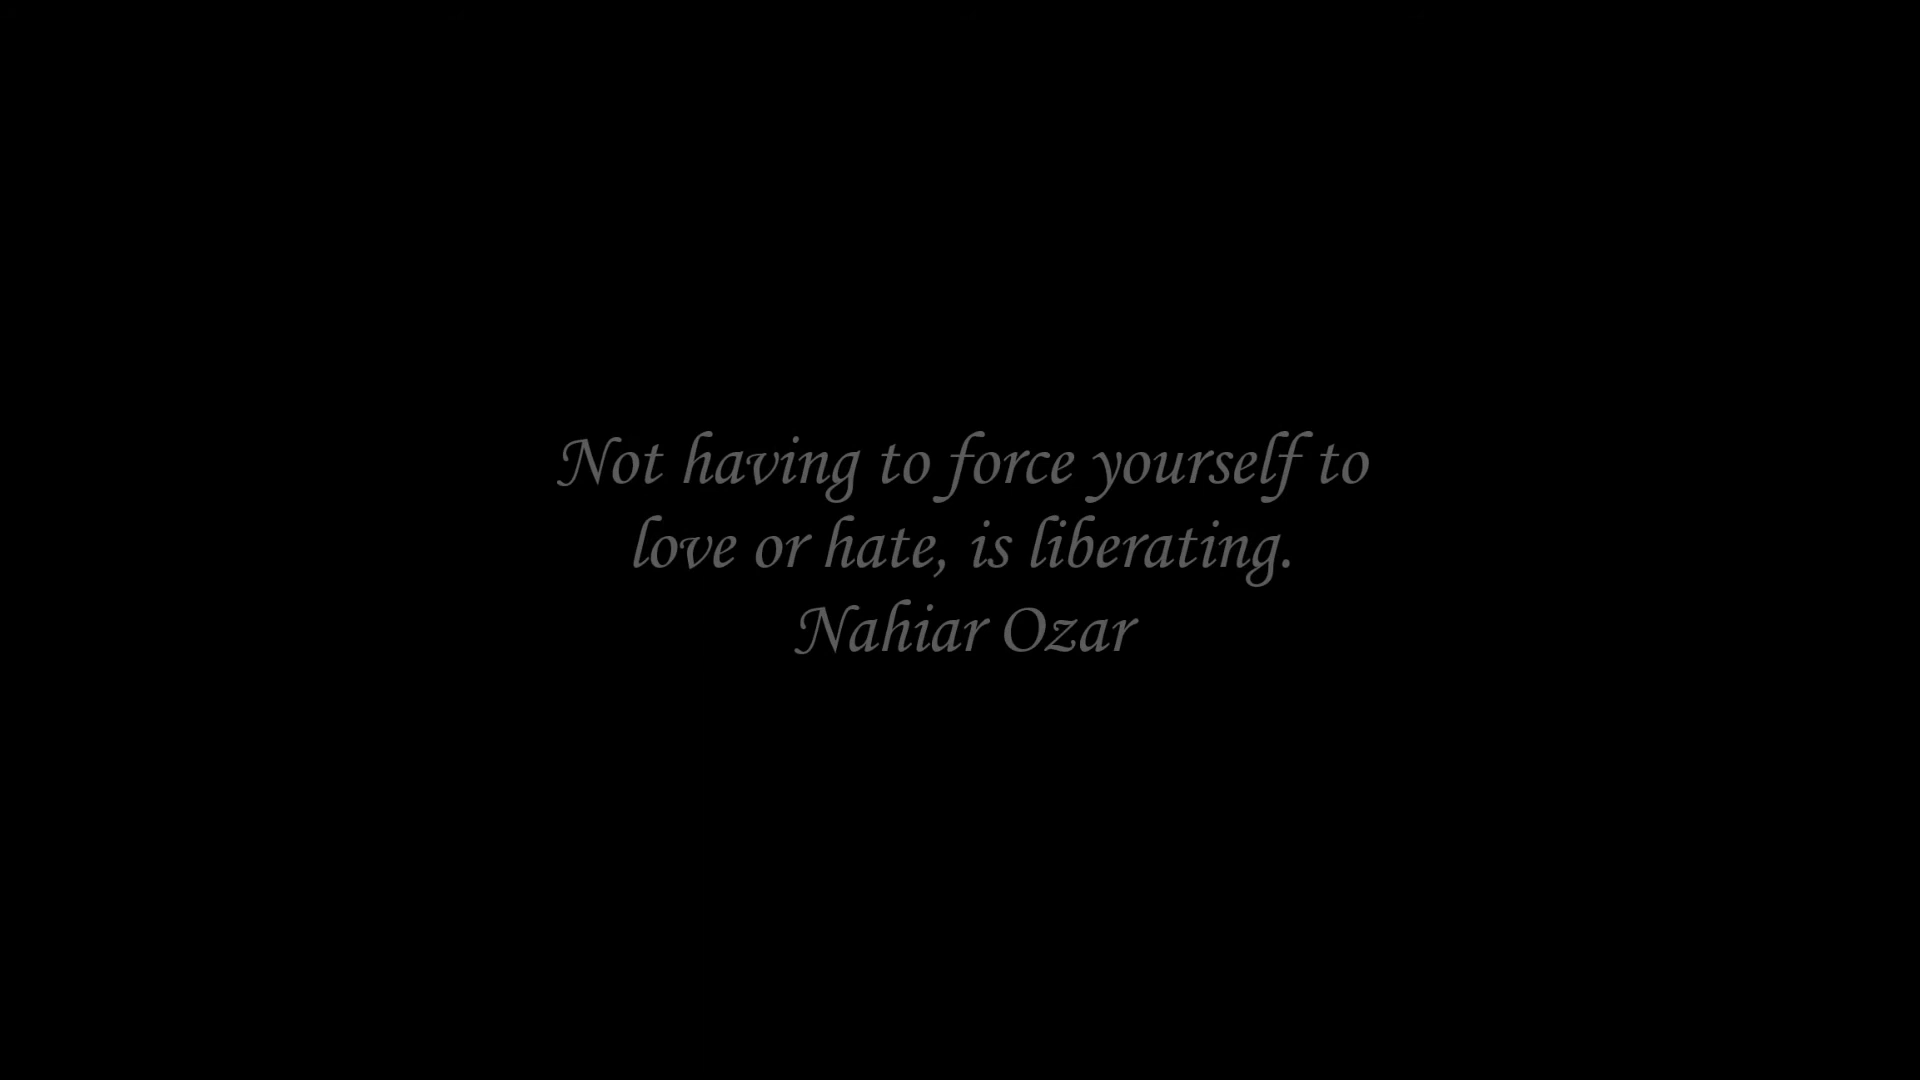 Not having to force yourself to
love or hate, is liberating.
Nahiar Ozar